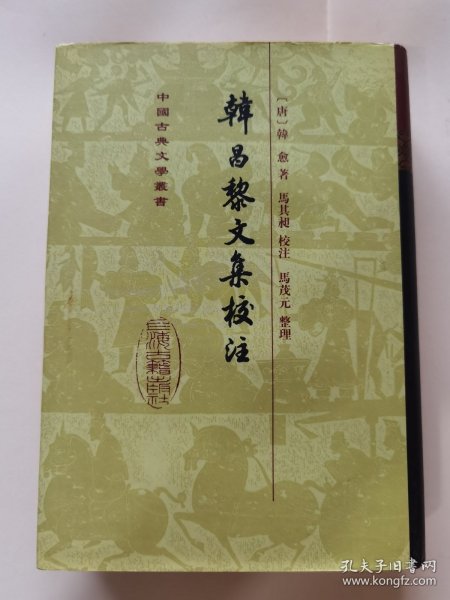 〔唐〕韓愈著 馬其昶 校注 馬茂元 整理
韓昌黎文集校注
中國古典文學叢書
上海古籍出版社
孔夫子旧书网
www.kongfz.com